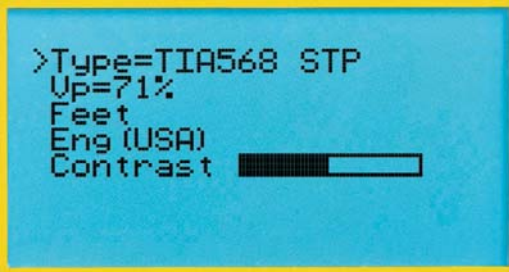 >Type=TIA568 STP
Vp=71%
Feet
Eng (USA)
Contrast